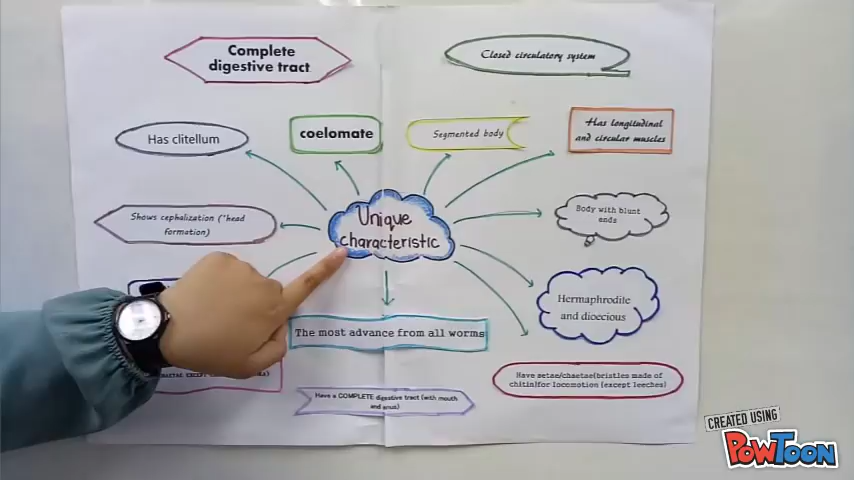 Complete
digestive tract
Closed circulatory system
Has clitellum
coelomate
Segmented body
Has longitudinal
and circular muscles
Shows cephalization ("head
formation)
Unique
characteristic
Body with blunt
ends
Hermaphrodite
and dioecious
The most advance from all worms
Have setae/chaetae(bristles made of
chitin)for locomotion (except leeches)
Have a COMPLETE digestive tract (with mouth
and anus)
CREATED USING
POWTOON